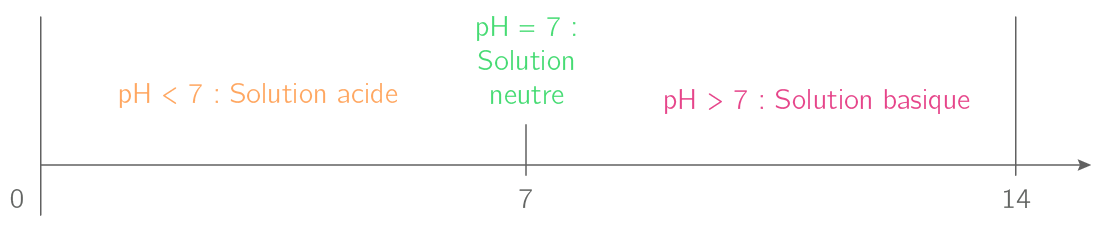 pH = 7 :
Solution
neutre
pH < 7 : Solution acide
pH > 7 : Solution basique
0
7
14